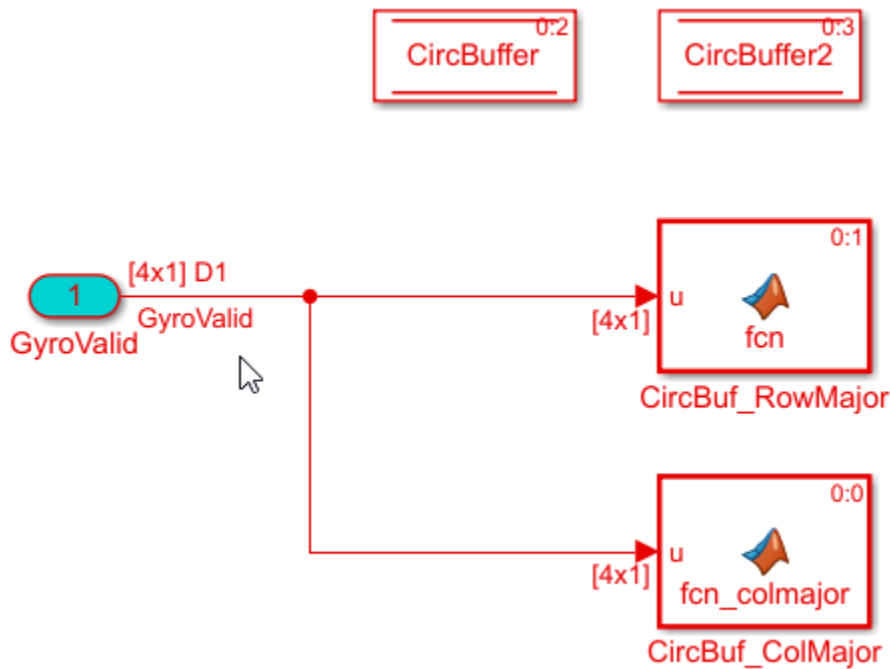 0:2
CircBuffer
0:3
CircBuffer2
[4x1] D1
1
GyroValid
GyroValid
[4x1]
0:1
u
fcn
CircBuf_RowMajor
0:0
u
[4x1]
fcn_colmajor
CircBuf_ColMajor